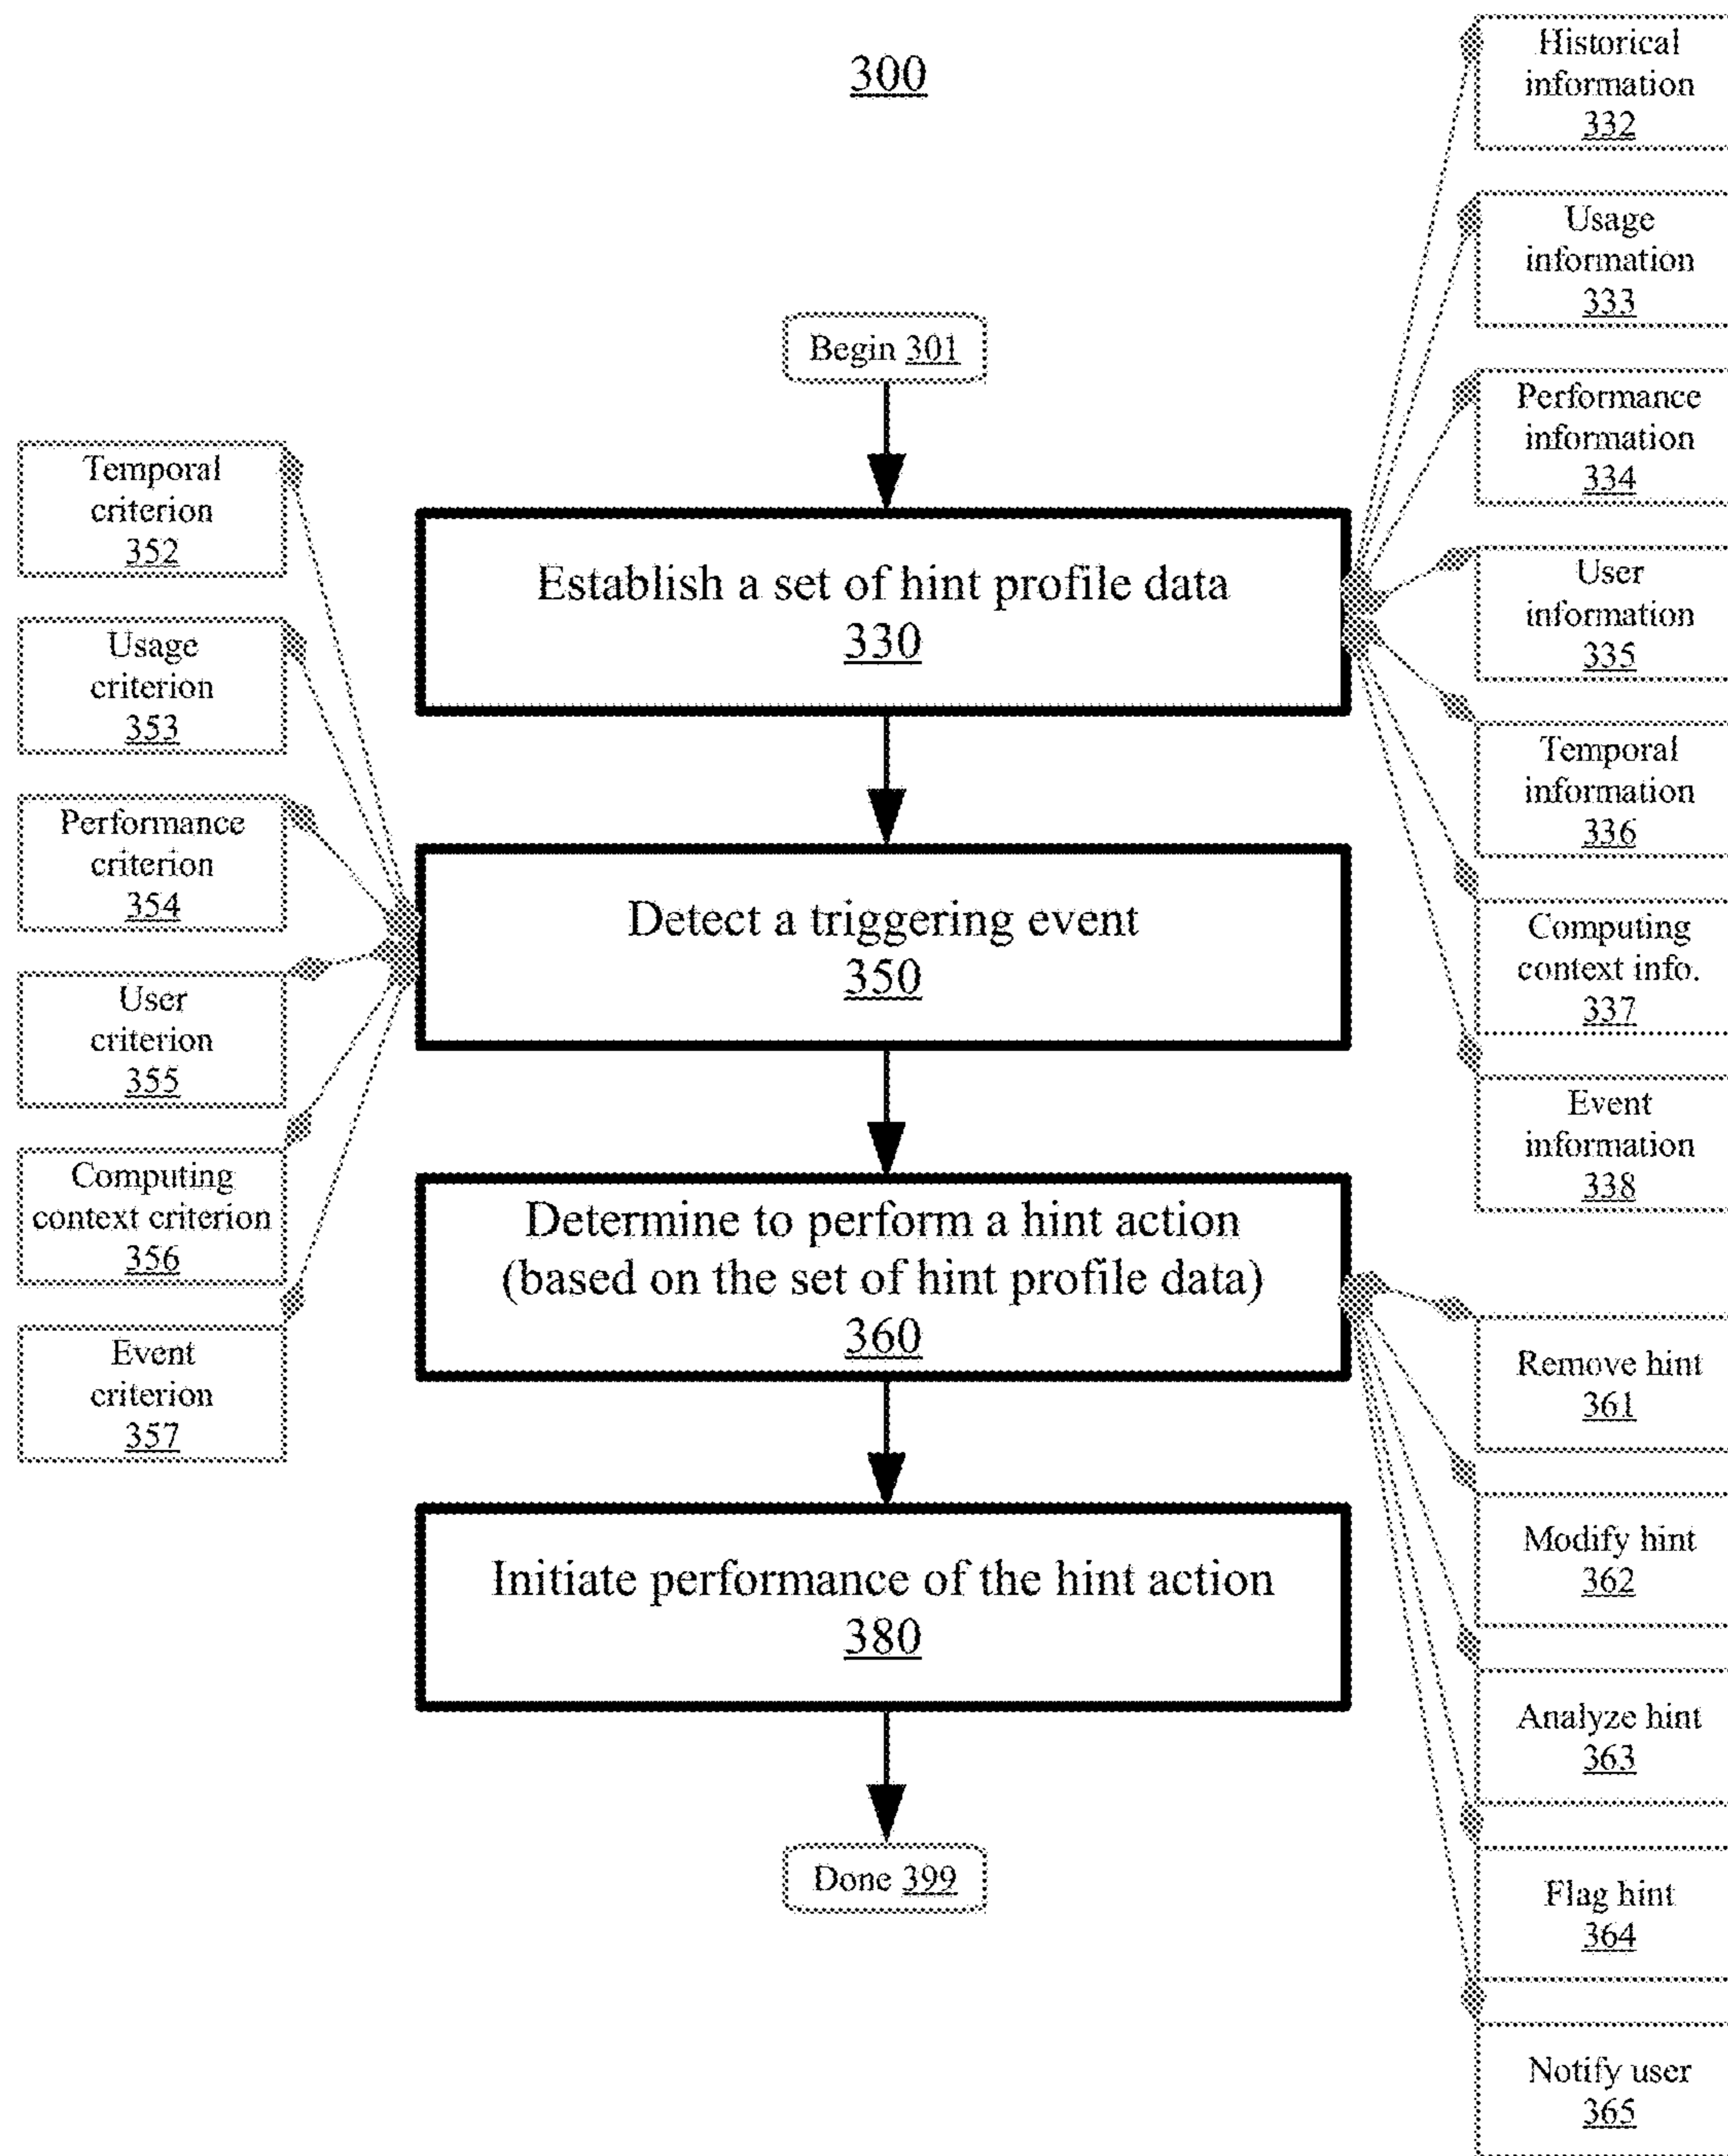 300
Historical
information
332
Usage
information
333
Performance
information
334
User
information
335
Temporal
information
336
Computing
context info.
337
Event
information
338
Begin 301
Establish a set of hint profile data
330
Temporal
criterion
352
Usage
criterion
353
Performance
criterion
354
User
criterion
355
Computing
context criterion
356
Event
criterion
357
Detect a triggering event
350
Determine to perform a hint action
(based on the set of hint profile data)
360
Remove hint
361
Modify hint
362
Analyze hint
363
Flag hint
364
Notify user
365
Initiate performance of the hint action
380
Done 399